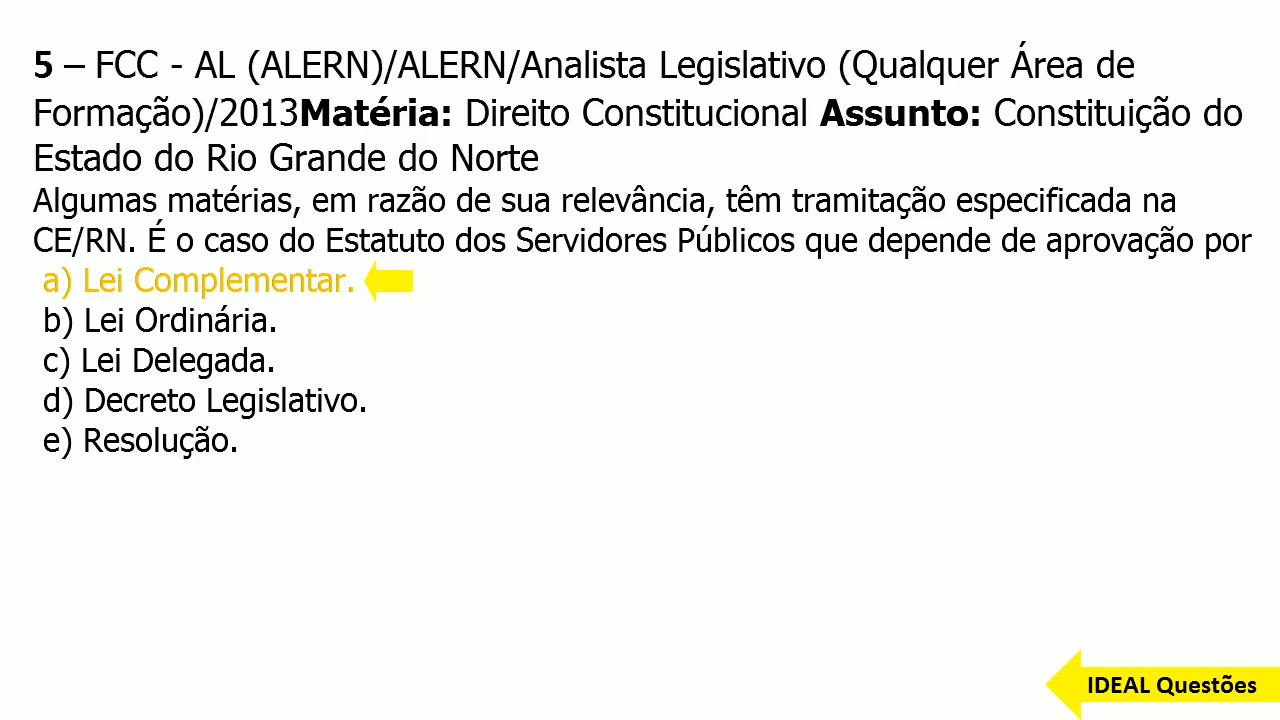 5 – FCC - AL (ALERN)/ALERN/Analista Legislativo (Qualquer Área de
Formação)/2013Matéria: Direito Constitucional Assunto: Constituição do
Estado do Rio Grande do Norte
Algumas matérias, em razão de sua relevância, têm tramitação especificada na
CE/RN. É o caso do Estatuto dos Servidores Públicos que depende de aprovação por
a) Lei Complementar.
b) Lei Ordinária.
c) Lei Delegada.
d) Decreto Legislativo.
e) Resolução.
IDEAL Questões